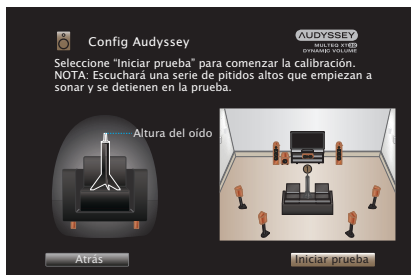 Config Audyssey
AUDYSSEY
MULTEQ XT32
DYNAMIC VOLUME
Seleccione “Iniciar prueba” para comenzar la calibración.
NOTA: Escuchará una serie de pitidos altos que empiezan a
sonar y se detienen en la prueba.
Altura del oído
Atrás
Iniciar prueba